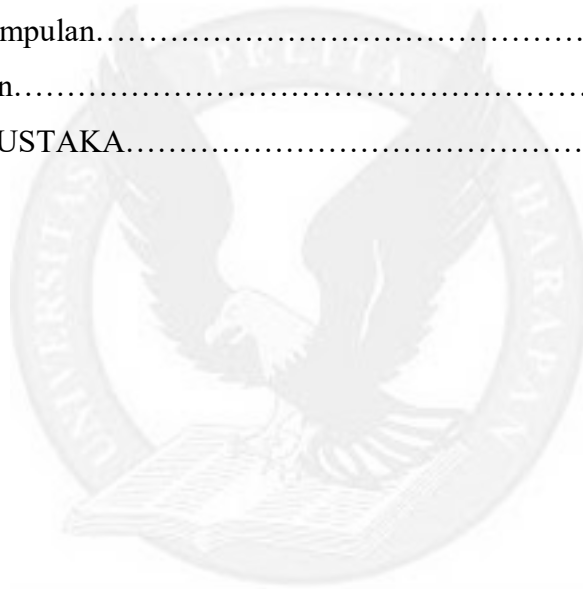 mpulan……………………………………
n…………………………………………………
USTAKA……………………………………
UNIVERSITAS PELITA HARAPAN